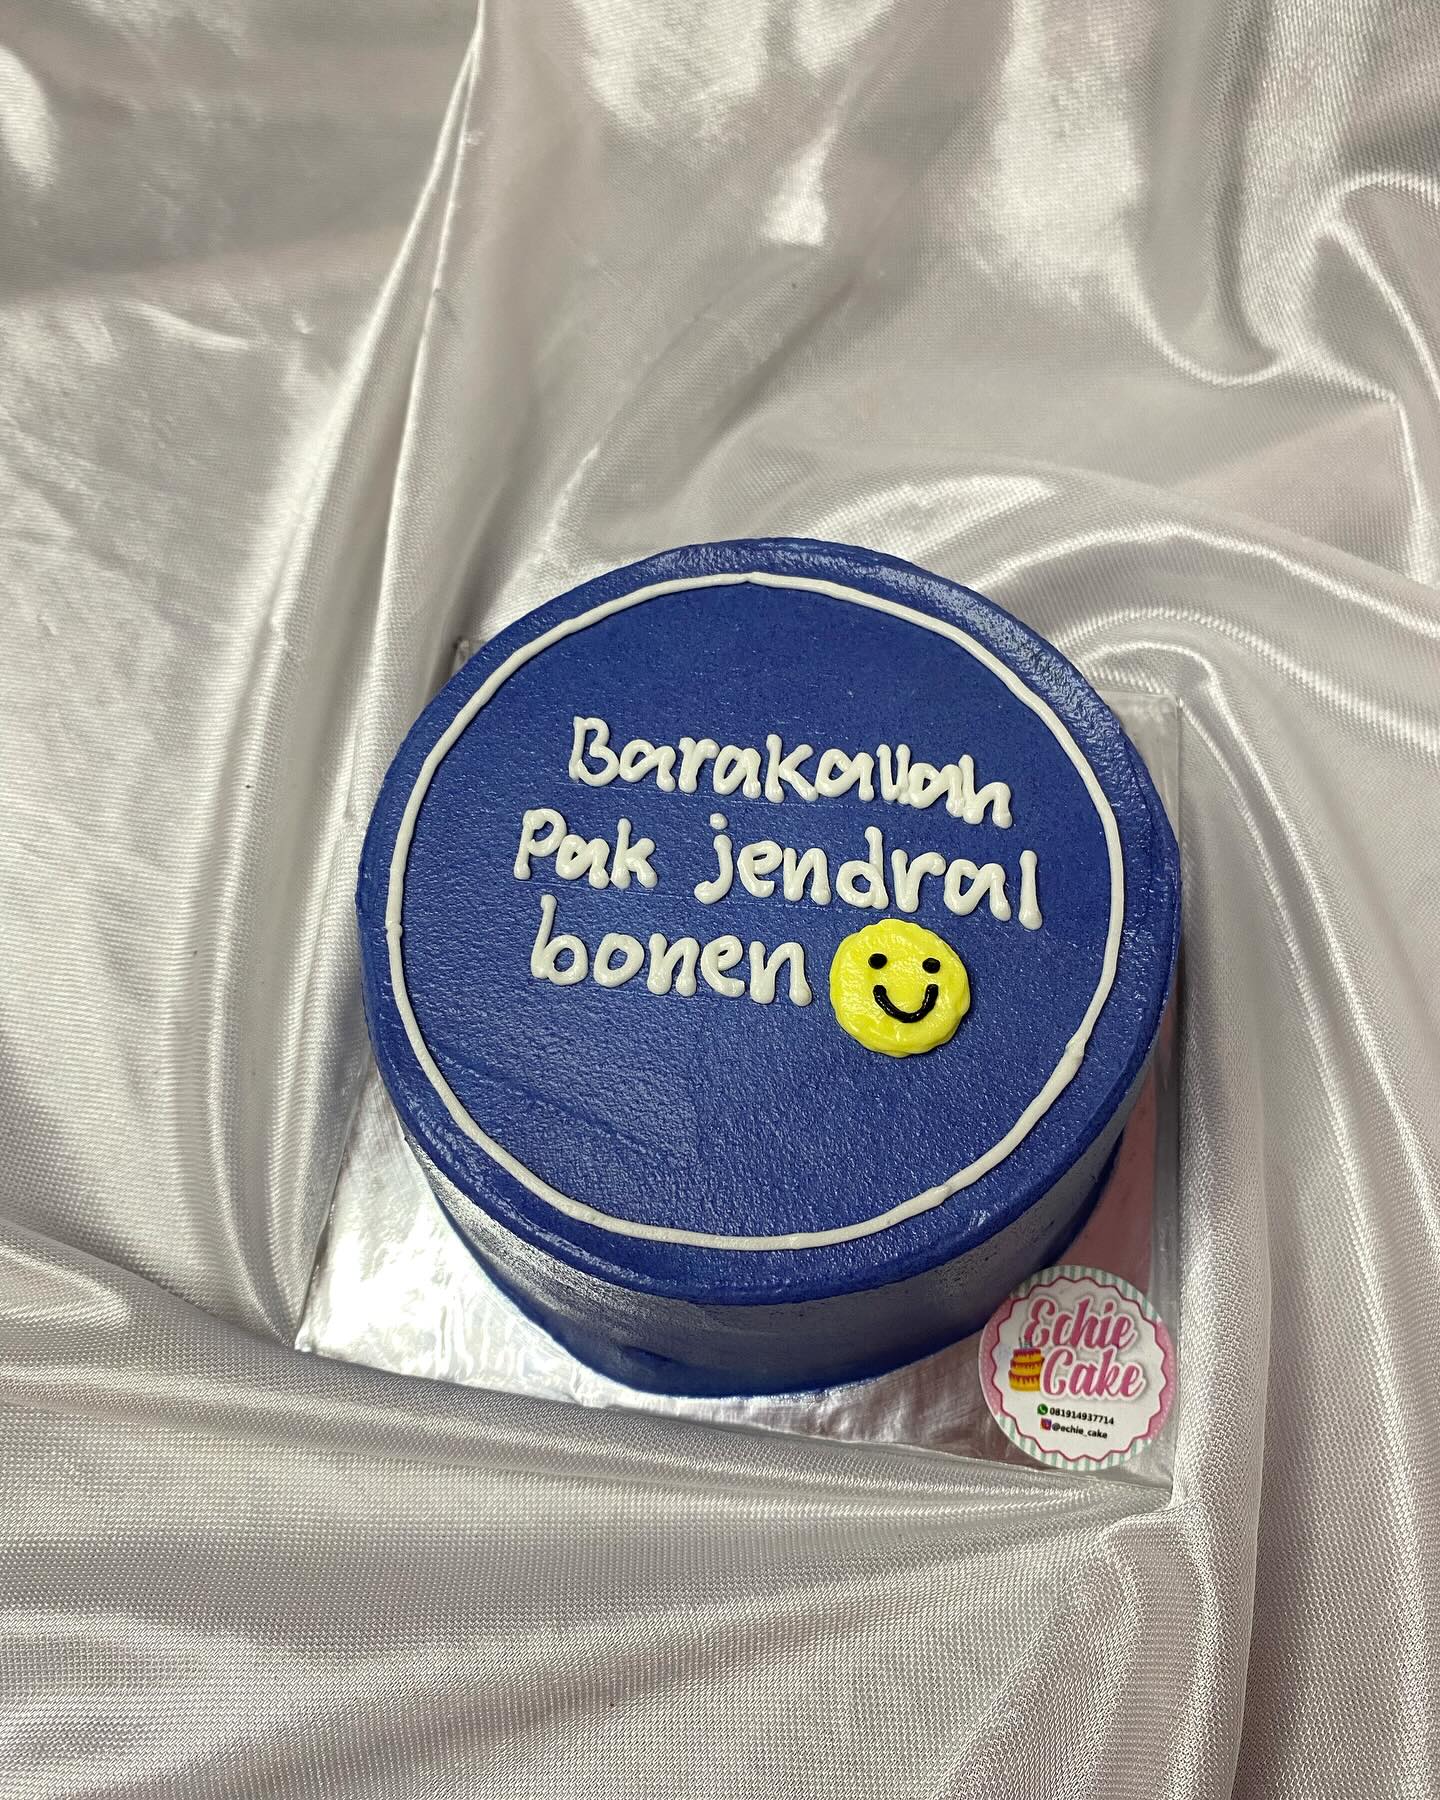 Barakallah
Pak jendral
bonen
Echie
Cake
081914937714
@echie_cake